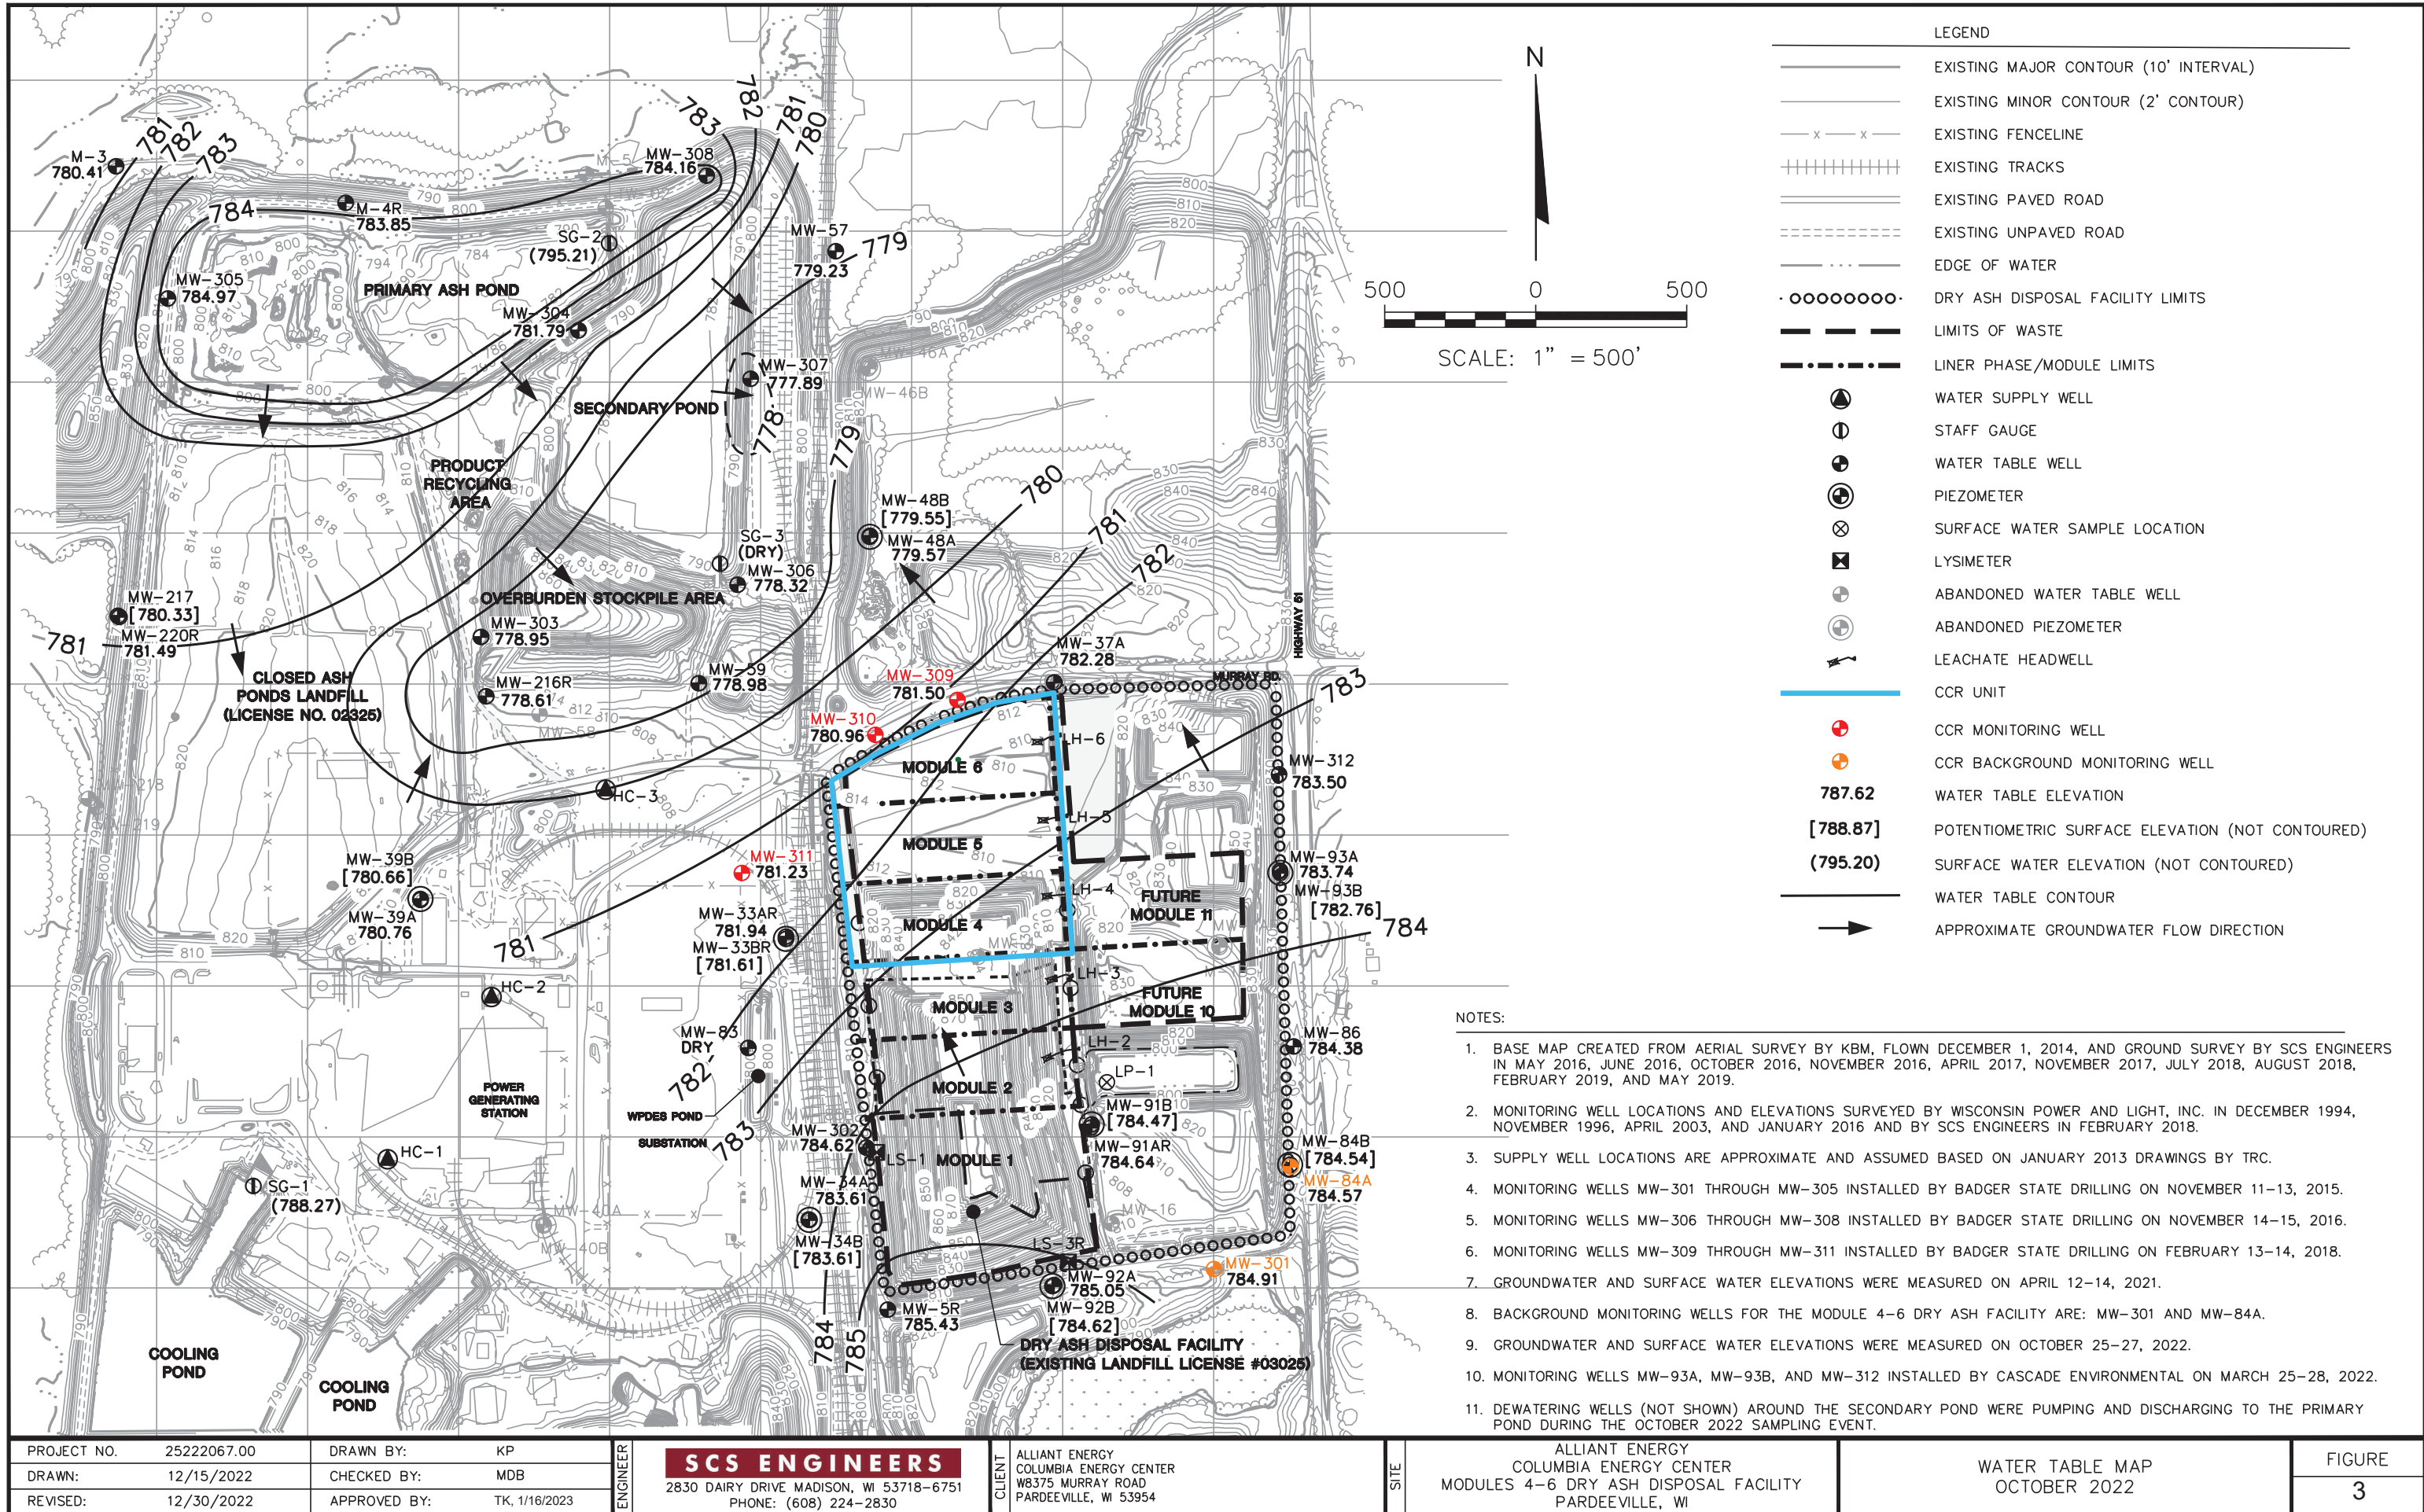 LEGEND
EXISTING MAJOR CONTOUR (10' INTERVAL)
EXISTING MINOR CONTOUR (2' CONTOUR)
EXISTING FENCELINE
EXISTING TRACKS
EXISTING PAVED ROAD
EXISTING UNPAVED ROAD
EDGE OF WATER
DRY ASH DISPOSAL FACILITY LIMITS
LIMITS OF WASTE
LINER PHASE/MODULE LIMITS
WATER SUPPLY WELL
STAFF GAUGE
WATER TABLE WELL
PIEZOMETER
SURFACE WATER SAMPLE LOCATION
LYSIMETER
ABANDONED WATER TABLE WELL
ABANDONED PIEZOMETER
LEACHATE HEADWELL
CCR UNIT
CCR MONITORING WELL
CCR BACKGROUND MONITORING WELL
787.62 WATER TABLE ELEVATION
[788.87] POTENTIOMETRIC SURFACE ELEVATION (NOT CONTOURED)
(795.20) SURFACE WATER ELEVATION (NOT CONTOURED)
WATER TABLE CONTOUR
APPROXIMATE GROUNDWATER FLOW DIRECTION
N
500 0 500
SCALE: 1" = 500'
781
782
783
784
783
782
781
780
779
M-3
780.41
M-4R
783.85
MW-308
784.16
M-5
SG-2
(795.21)
MW-57
779.23
MW-305
784.97
PRIMARY ASH POND
MW-304
781.79
MW-307
777.89
MW-46B
SECONDARY POND
778
779
780
781
782
PRODUCT
RECYCLING
AREA
MW-48B
[779.55]
MW-48A
779.57
SG-3
(DRY)
MW-306
778.32
OVERBURDEN STOCKPILE AREA
MW-217
[780.33]
MW-220R
781.49
781
MW-303
778.95
MW-59
778.98
MW-216R
778.61
MW-58
CLOSED ASH
PONDS LANDFILL
(LICENSE NO. 02325)
MW-37A
782.28
MW-309
781.50
MW-310
780.96
MURRAY RD.
HIGHWAY 51
783
HC-3
MODULE 6
LH-6
MW-312
783.50
MODULE 5
LH-5
MW-311
781.23
MW-39B
[780.66]
MW-39A
780.76
MW-93A
783.74
MW-93B
[782.76]
784
LH-4
MODULE 4
FUTURE
MODULE 11
MW-33AR
781.94
MW-33BR
[781.61]
781
HC-2
LH-3
MODULE 3
FUTURE
MODULE 10
MW-83
DRY
782
LH-2
MODULE 2
LP-1
MW-86
784.38
POWER
GENERATING
STATION
WPDES POND
SUBSTATION
783
MW-302
784.62
LS-1
MODULE 1
MW-91B
[784.47]
MW-91AR
784.64
MW-84B
[784.54]
MW-84A
784.57
HC-1
SG-1
(788.27)
MW-34A
783.61
MW-34B
[783.61]
MW-40A
MW-40B
MW-16
LS-3R
MW-301
784.91
MW-92A
785.05
MW-92B
[784.62]
MW-5R
785.43
784
785
DRY ASH DISPOSAL FACILITY
(EXISTING LANDFILL LICENSE #03025)
COOLING
POND
COOLING
POND
NOTES:
1. BASE MAP CREATED FROM AERIAL SURVEY BY KBM, FLOWN DECEMBER 1, 2014, AND GROUND SURVEY BY SCS ENGINEERS
IN MAY 2016, JUNE 2016, OCTOBER 2016, NOVEMBER 2016, APRIL 2017, NOVEMBER 2017, JULY 2018, AUGUST 2018,
FEBRUARY 2019, AND MAY 2019.
2. MONITORING WELL LOCATIONS AND ELEVATIONS SURVEYED BY WISCONSIN POWER AND LIGHT, INC. IN DECEMBER 1994,
NOVEMBER 1996, APRIL 2003, AND JANUARY 2016 AND BY SCS ENGINEERS IN FEBRUARY 2018.
3. SUPPLY WELL LOCATIONS ARE APPROXIMATE AND ASSUMED BASED ON JANUARY 2013 DRAWINGS BY TRC.
4. MONITORING WELLS MW-301 THROUGH MW-305 INSTALLED BY BADGER STATE DRILLING ON NOVEMBER 11-13, 2015.
5. MONITORING WELLS MW-306 THROUGH MW-308 INSTALLED BY BADGER STATE DRILLING ON NOVEMBER 14-15, 2016.
6. MONITORING WELLS MW-309 THROUGH MW-311 INSTALLED BY BADGER STATE DRILLING ON FEBRUARY 13-14, 2018.
7. GROUNDWATER AND SURFACE WATER ELEVATIONS WERE MEASURED ON APRIL 12-14, 2021.
8. BACKGROUND MONITORING WELLS FOR THE MODULE 4-6 DRY ASH FACILITY ARE: MW-301 AND MW-84A.
9. GROUNDWATER AND SURFACE WATER ELEVATIONS WERE MEASURED ON OCTOBER 25-27, 2022.
10. MONITORING WELLS MW-93A, MW-93B, AND MW-312 INSTALLED BY CASCADE ENVIRONMENTAL ON MARCH 25-28, 2022.
11. DEWATERING WELLS (NOT SHOWN) AROUND THE SECONDARY POND WERE PUMPING AND DISCHARGING TO THE PRIMARY
POND DURING THE OCTOBER 2022 SAMPLING EVENT.
PROJECT NO. 25222067.00 DRAWN BY: KP
DRAWN: 12/15/2022 CHECKED BY: MDB
REVISED: 12/30/2022 APPROVED BY: TK, 1/16/2023
ENGINEER
SCS ENGINEERS
2830 DAIRY DRIVE MADISON, WI 53718-6751
PHONE: (608) 224-2830
CLIENT
ALLIANT ENERGY
COLUMBIA ENERGY CENTER
W8375 MURRAY ROAD
PARDEEVILLE, WI 53954
SITE
ALLIANT ENERGY
COLUMBIA ENERGY CENTER
MODULES 4-6 DRY ASH DISPOSAL FACILITY
PARDEEVILLE, WI
WATER TABLE MAP
OCTOBER 2022
FIGURE
3